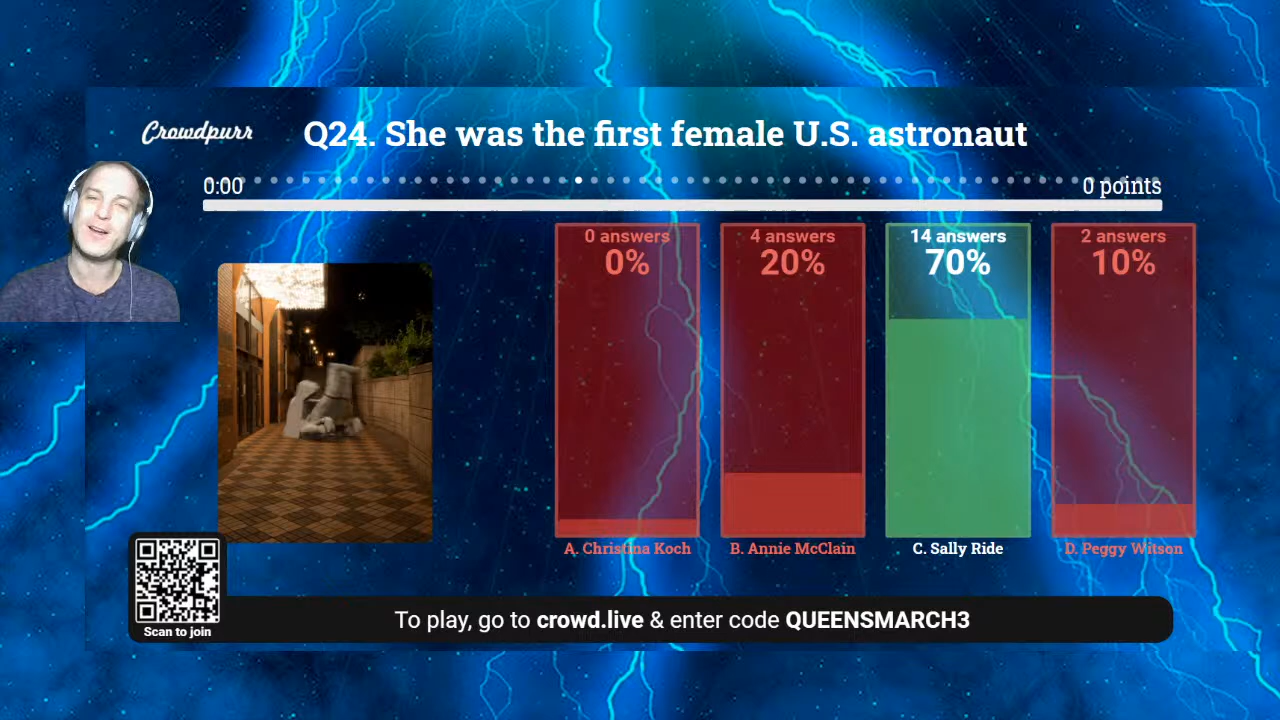 Crowdpurr
Q24. She was the first female U.S. astronaut
0:00
0 points
0 answers
0%
4 answers
20%
14 answers
70%
2 answers
10%
A. Christina Koch
B. Annie McClain
C. Sally Ride
D. Peggy Witson
Scan to join
To play, go to crowd.live & enter code QUEENSMARCH3